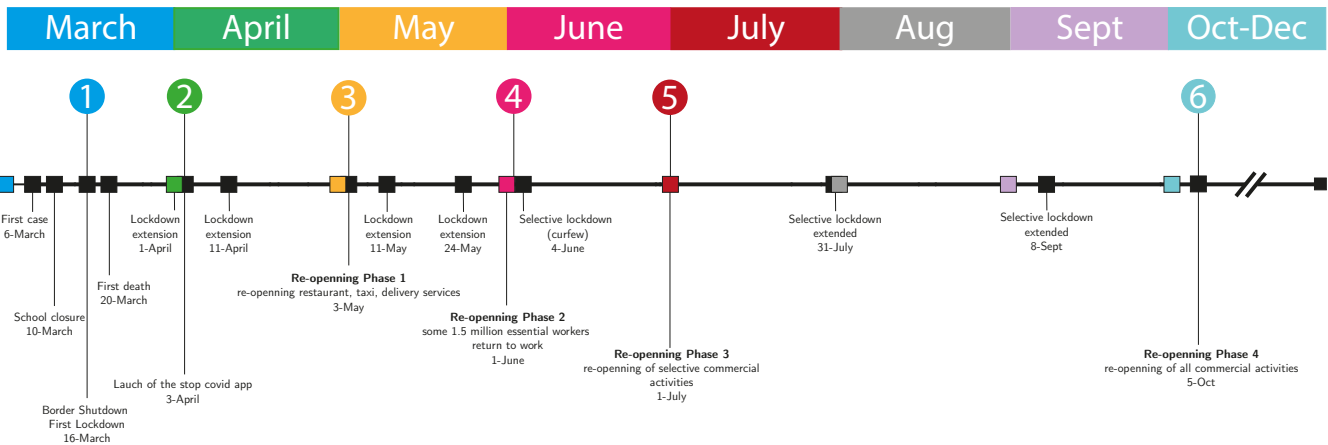 March
April
May
June
July
Aug
Sept
Oct-Dec
1
2
3
4
5
6
First case
6-March
School closure
10-March
Border Shutdown
First Lockdown
16-March
First death
20-March
Lockdown
extension
1-April
Lauch of the stop covid app
3-April
Lockdown
extension
11-April
Re-openning Phase 1
re-openning restaurant, taxi, delivery services
3-May
Lockdown
extension
11-May
Lockdown
extension
24-May
Re-openning Phase 2
some 1.5 million essential workers
return to work
1-June
Selective lockdown
(curfew)
4-June
Re-openning Phase 3
re-openning of selective commercial
activities
1-July
Selective lockdown
extended
31-July
Selective lockdown
extended
8-Sept
Re-openning Phase 4
re-openning of all commercial activities
5-Oct